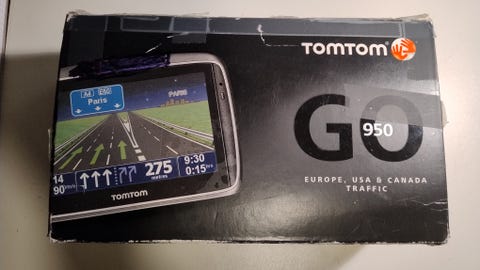 TOMTOM
GO
950
EUROPE, USA & CANADA
TRAFFIC
A4 E50
Paris
PARIS
14
90
275
metres
9:30
0:15
TOMTOM